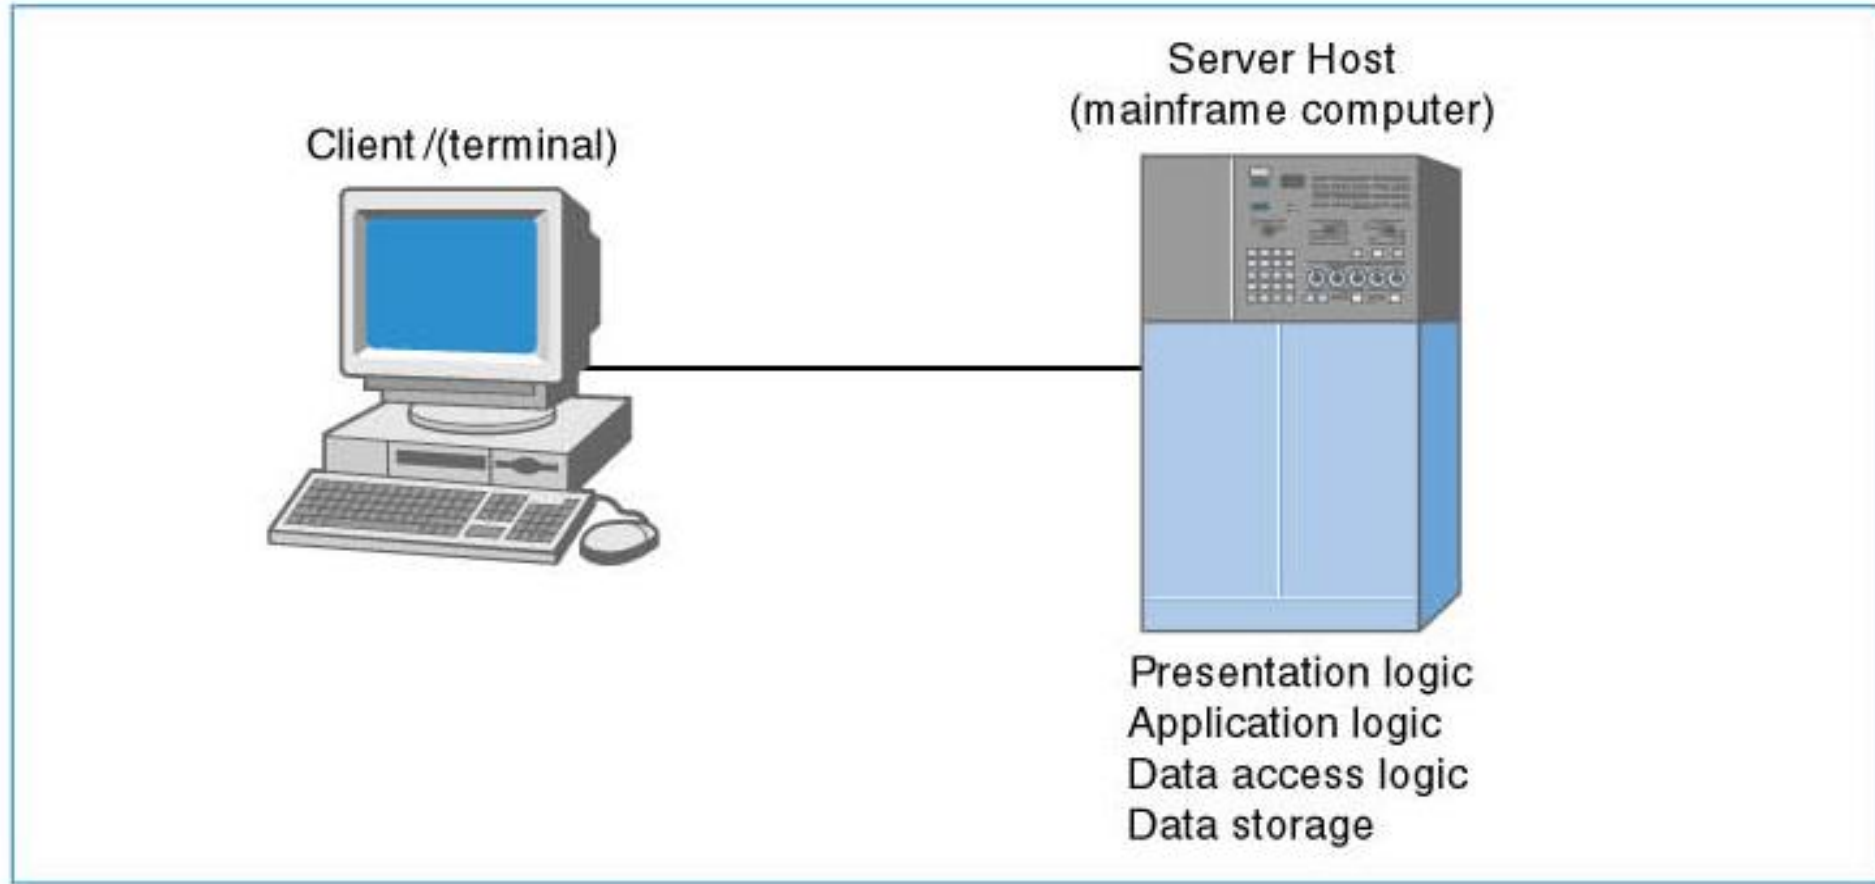 Client /(terminal)
Server Host
(mainframe computer)
Presentation logic
Application logic
Data access logic
Data storage